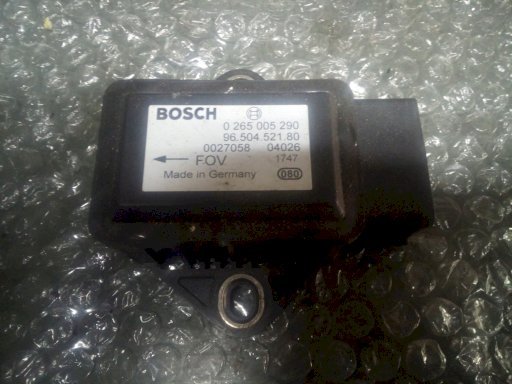 BOSCH
0 265 005 290
96.504.521.80
0027058 04026
FOV 1747
Made in Germany 080